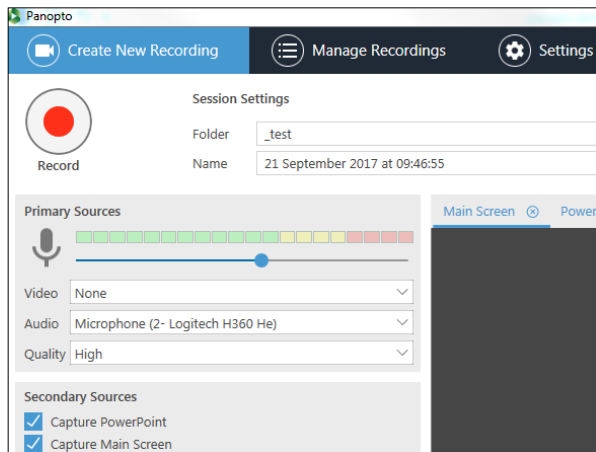 Panopto
Create New Recording Manage Recordings Settings
Session Settings
Folder _test
Name 21 September 2017 at 09:46:55
Record
Primary Sources
Main Screen Power
Video None
Audio Microphone (2- Logitech H360 He)
Quality High
Secondary Sources
Capture PowerPoint
Capture Main Screen